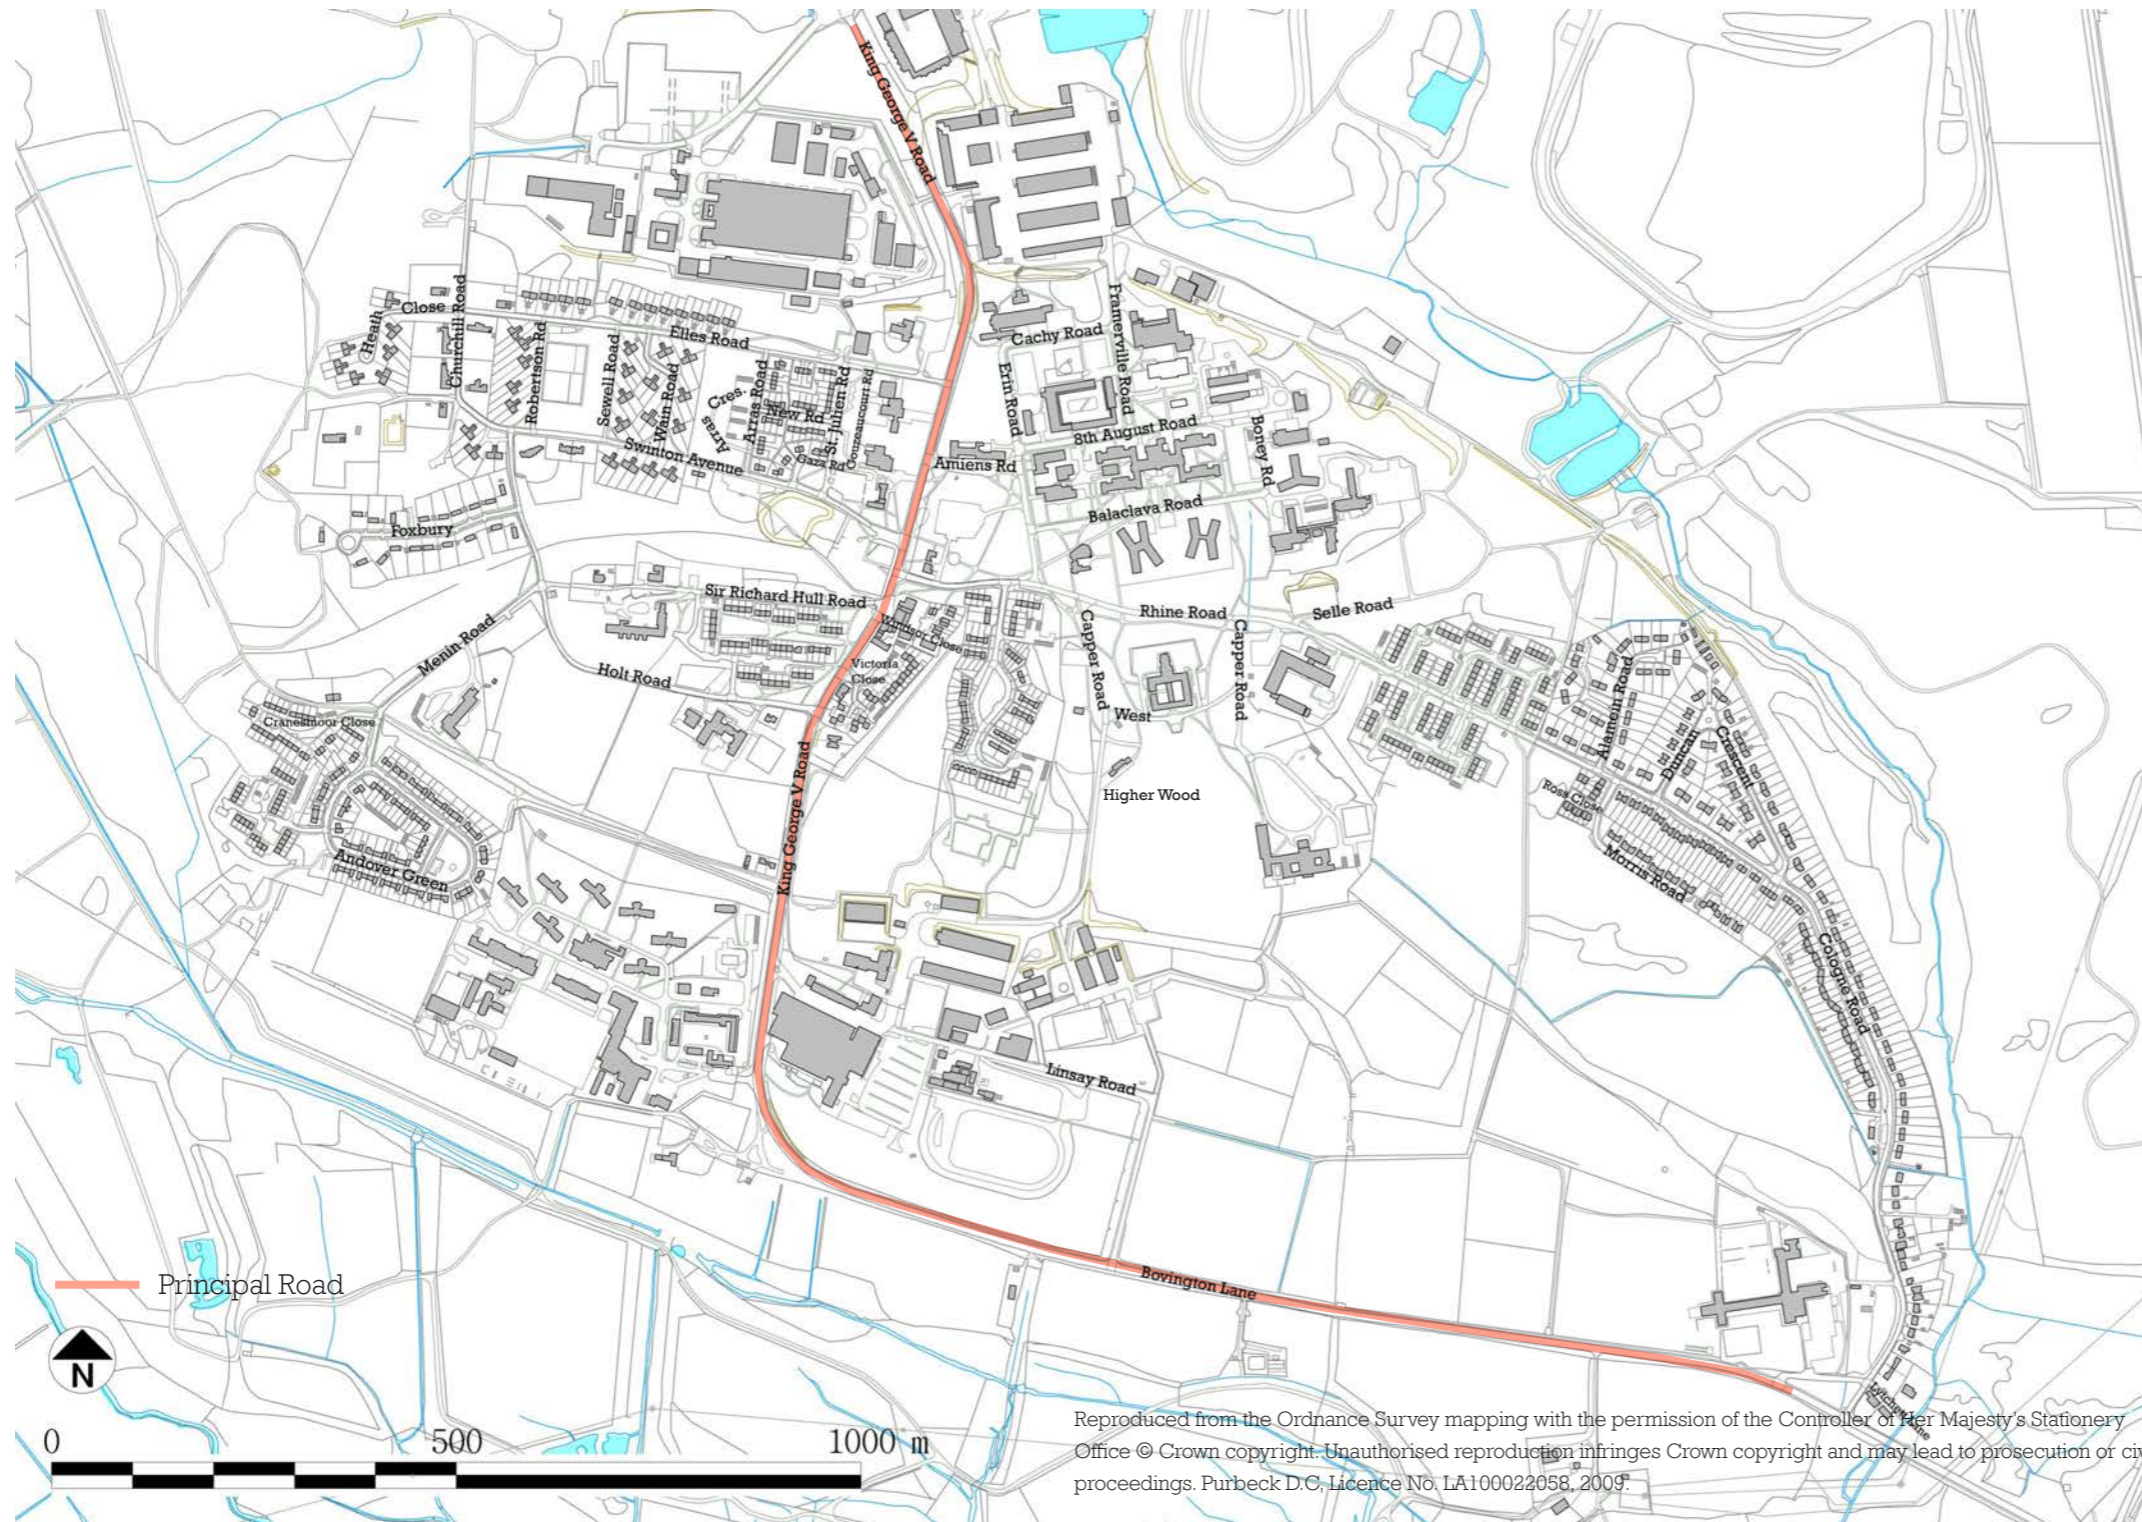 King George V Road
Churchill Road
Close
Heath
Elles Road
Robertson Rd
Sewell Road
Wain Road
Cres.
Arras
Arras Road
New Rd
St. Julien Rd
Gouzeaucourt Rd
Gaza Rd
Swinton Avenue
Cachy Road
Framerville Road
Erin Road
8th August Road
Boney Rd
Amiens Rd
Balaclava Road
Foxbury
Sir Richard Hull Road
Rhine Road
Selle Road
Menin Road
Holt Road
Windsor Close
Victoria
Close
Capper Road
Capper Road
West
Cranesmoor Close
Alamein Road
Duncan
Crescent
Ross Close
Higher Wood
King George V Road
Andover Green
Morris Road
Cologne Road
Linsay Road
Bovington Lane
Principal Road
N
0 500 1000 m
Lytchett Lane
Reproduced from the Ordnance Survey mapping with the permission of the Controller of Her Majesty's Stationery
Office © Crown copyright. Unauthorised reproduction infringes Crown copyright and may lead to prosecution or civ
proceedings. Purbeck D.C, Licence No. LA100022058, 2009.